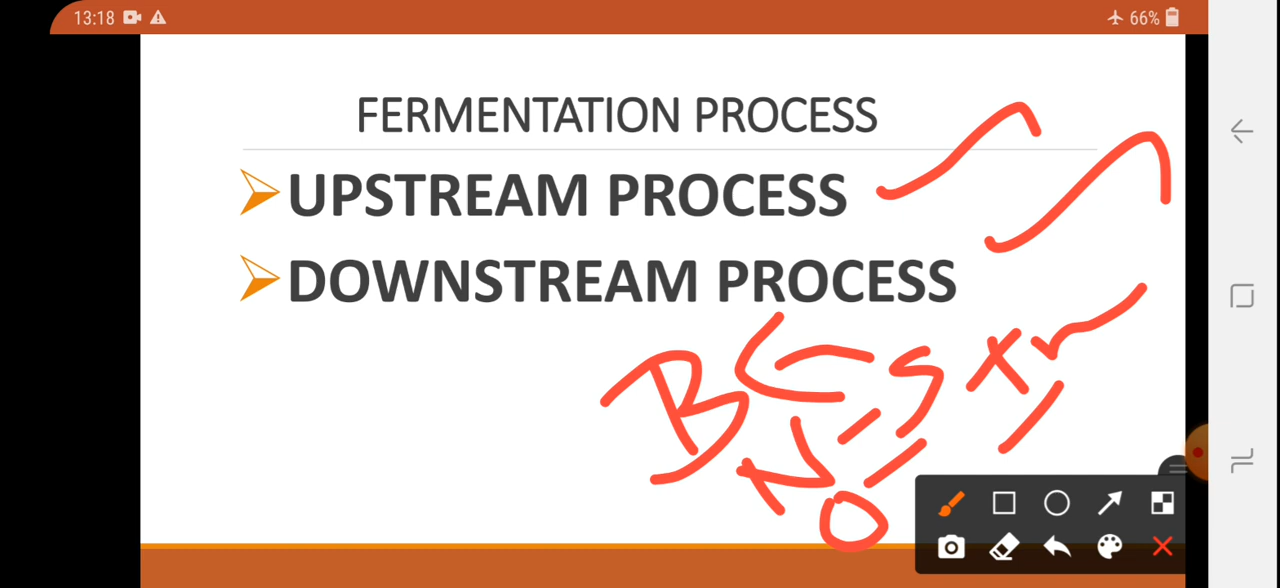 13:18 66%
FERMENTATION PROCESS
UPSTREAM PROCESS
DOWNSTREAM PROCESS